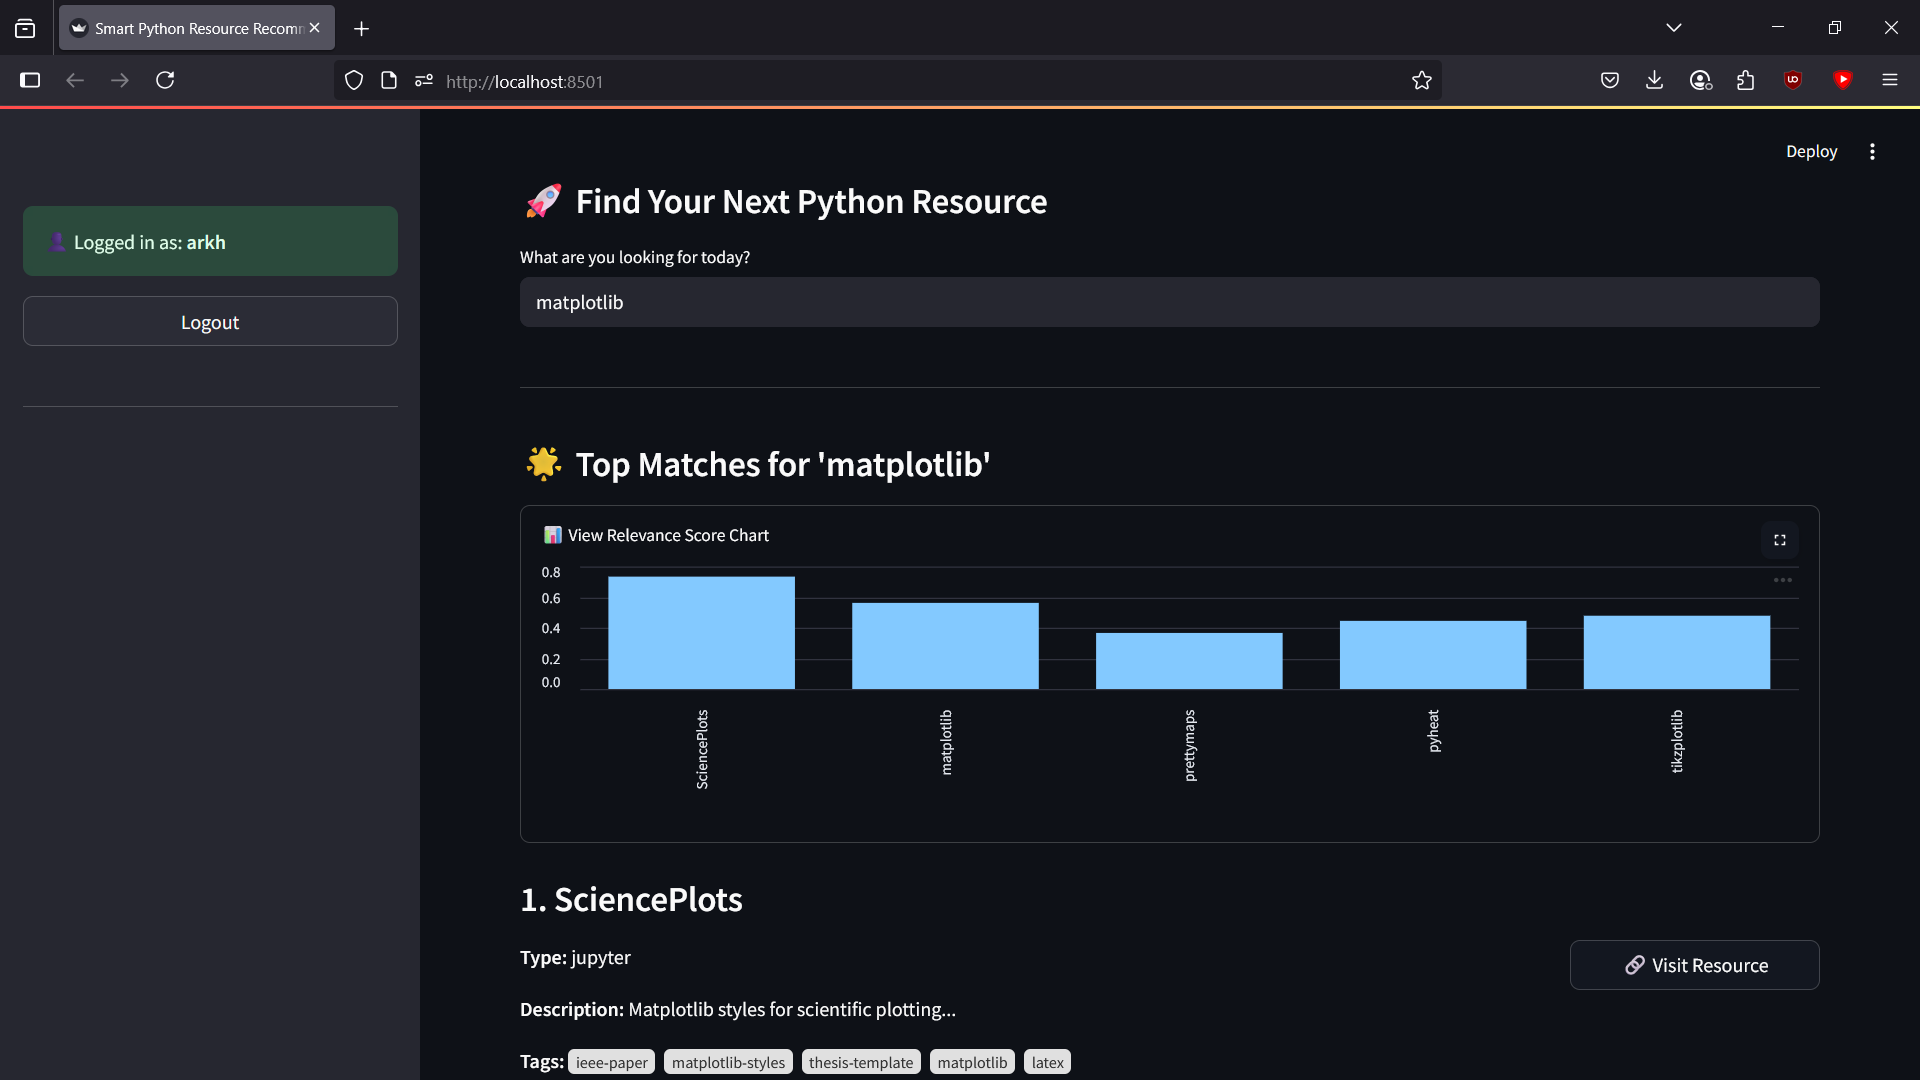 Smart Python Resource Recomm
http://localhost:8501
Deploy
Logged in as: arkh
Logout
🚀 Find Your Next Python Resource
What are you looking for today?
matplotlib
🌟 Top Matches for 'matplotlib'
📊 View Relevance Score Chart
0.8
0.6
0.4
0.2
0.0
SciencePlots
matplotlib
prettymaps
pyheat
tikzplotlib
1. SciencePlots
Type: jupyter
🔗 Visit Resource
Description: Matplotlib styles for scientific plotting...
Tags: ieee-paper matplotlib-styles thesis-template matplotlib latex